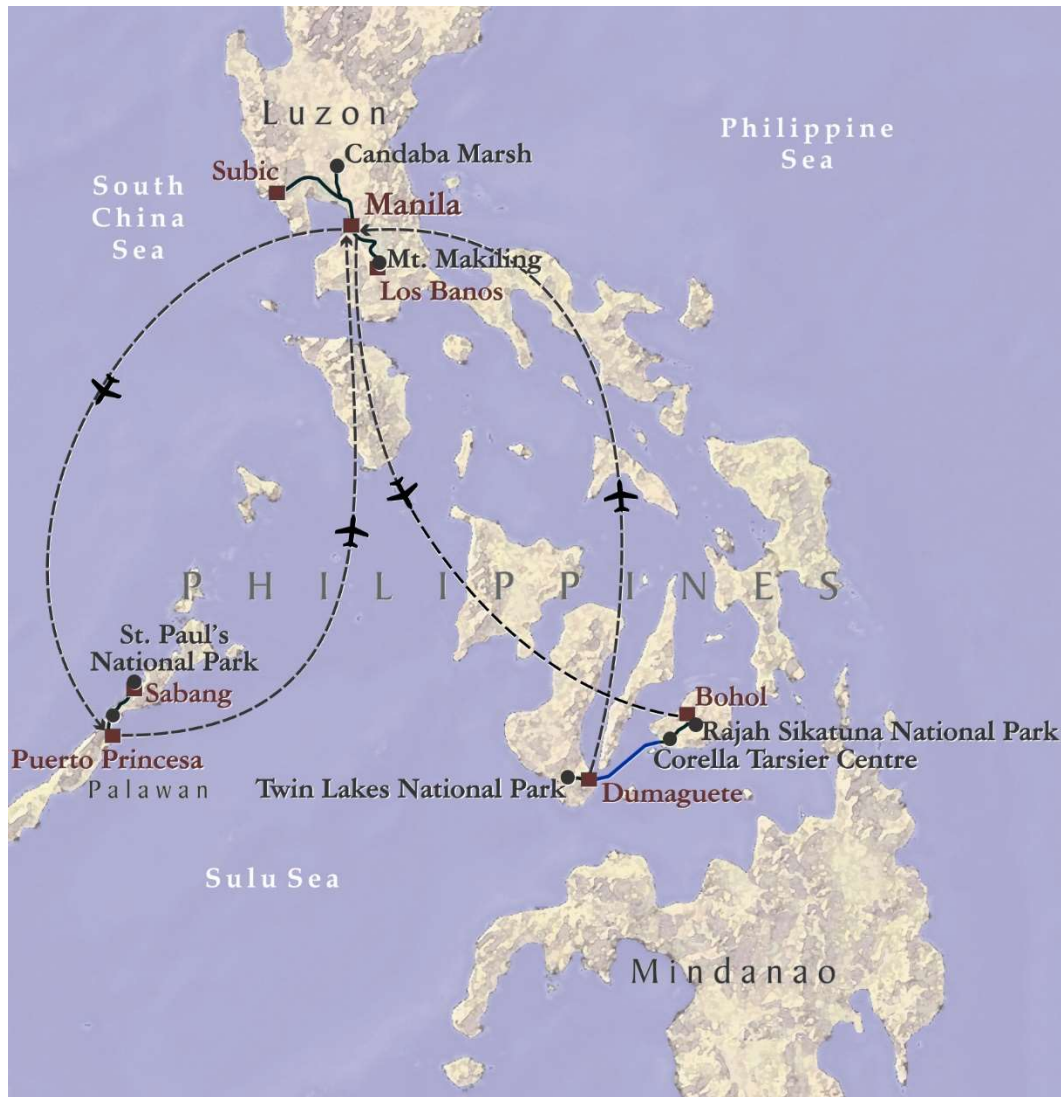 Luzon
Philippine
Sea
Candaba Marsh
Subic
South
China
Sea
Manila
Mt. Makiling
Los Banos
PHILIPPINES
St. Paul's
National Park
Sabang
Bohol
Rajah Sikatuna National Park
Puerto Princesa
Corella Tarsier Centre
Palawan
Twin Lakes National Park
Dumaguete
Sulu Sea
Mindanao